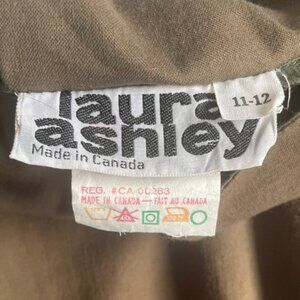 laura
ashley
11-12
Made in Canada
REG. #CA 00263
MADE IN CANADA — FAIT AU CANADA